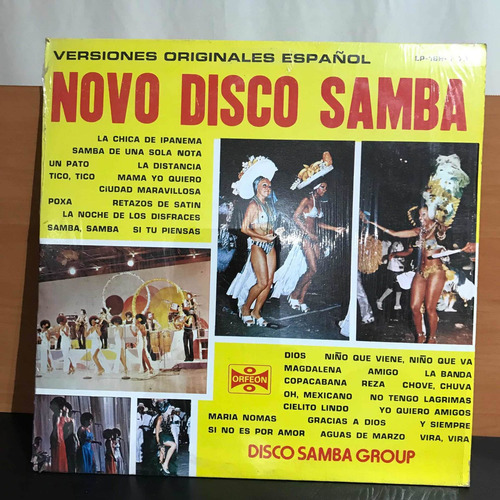 VERSIONES ORIGINALES ESPAÑOL
NOVO DISCO SAMBA
LA CHICA DE IPANEMA
SAMBA DE UNA SOLA NOTA
UN PATO LA DISTANCIA
TICO, TICO MAMA YO QUIERO
CIUDAD MARAVILLOSA
POXA RETAZOS DE SATIN
LA NOCHE DE LOS DISFRACES
SAMBA, SAMBA SI TU PIENSAS
ORFEON
DIOS NIÑO QUE VIENE, NIÑO QUE VA
MAGDALENA AMIGO LA BANDA
COPACABANA REZA CHOVE, CHUVA
OH, MEXICANO NO TENGO LAGRIMAS
CIELITO LINDO YO QUIERO AMIGOS
MARIA NOMAS GRACIAS A DIOS Y SIEMPRE
SI NO ES POR AMOR AGUAS DE MARZO VIRA, VIRA
DISCO SAMBA GROUP